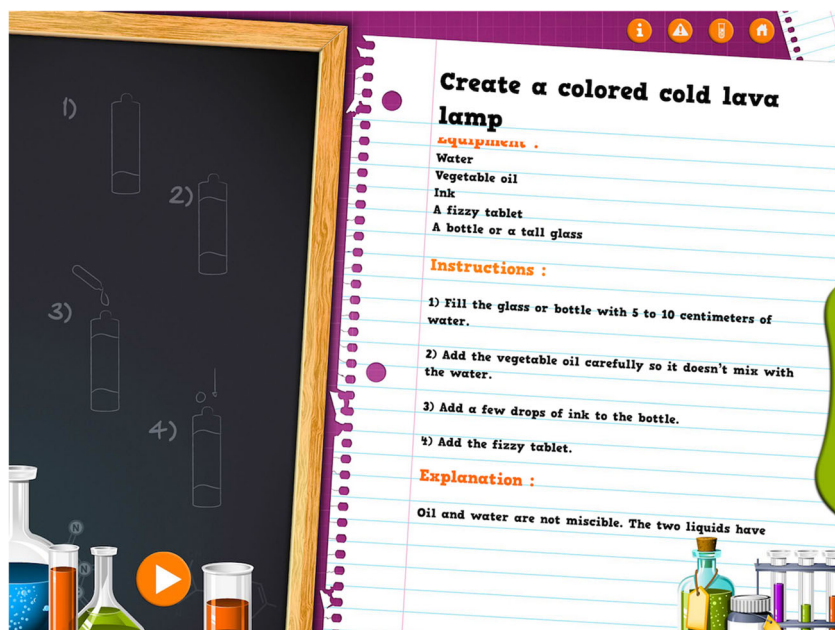 1)
2)
3)
4)
Create a colored cold lava
lamp
Equipment :
Water
Vegetable oil
Ink
A fizzy tablet
A bottle or a tall glass
Instructions :
1) Fill the glass or bottle with 5 to 10 centimeters of
water.
2) Add the vegetable oil carefully so it doesn't mix with
the water.
3) Add a few drops of ink to the bottle.
4) Add the fizzy tablet.
Explanation :
Oil and water are not miscible. The two liquids have
N
N